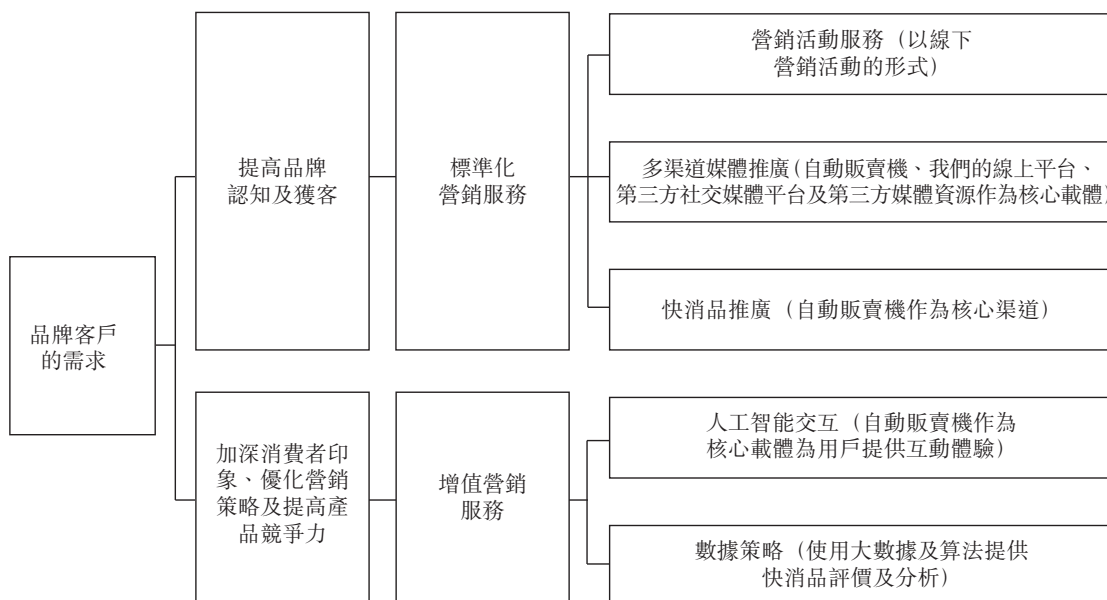 品牌客戶
的需求
提高品牌
認知及獲客
標準化
營銷服務
營銷活動服務（以線下
營銷活動的形式）
多渠道媒體推廣（自動販賣機、我們的線上平台、
第三方社交媒體平台及第三方媒體資源作為核心載體）
快消品推廣（自動販賣機作為核心渠道）
加深消費者印
象、優化營銷
策略及提高產
品競爭力
增值營銷
服務
人工智能交互（自動販賣機作為
核心載體為用戶提供互動體驗）
數據策略（使用大數據及算法提供
快消品評價及分析）